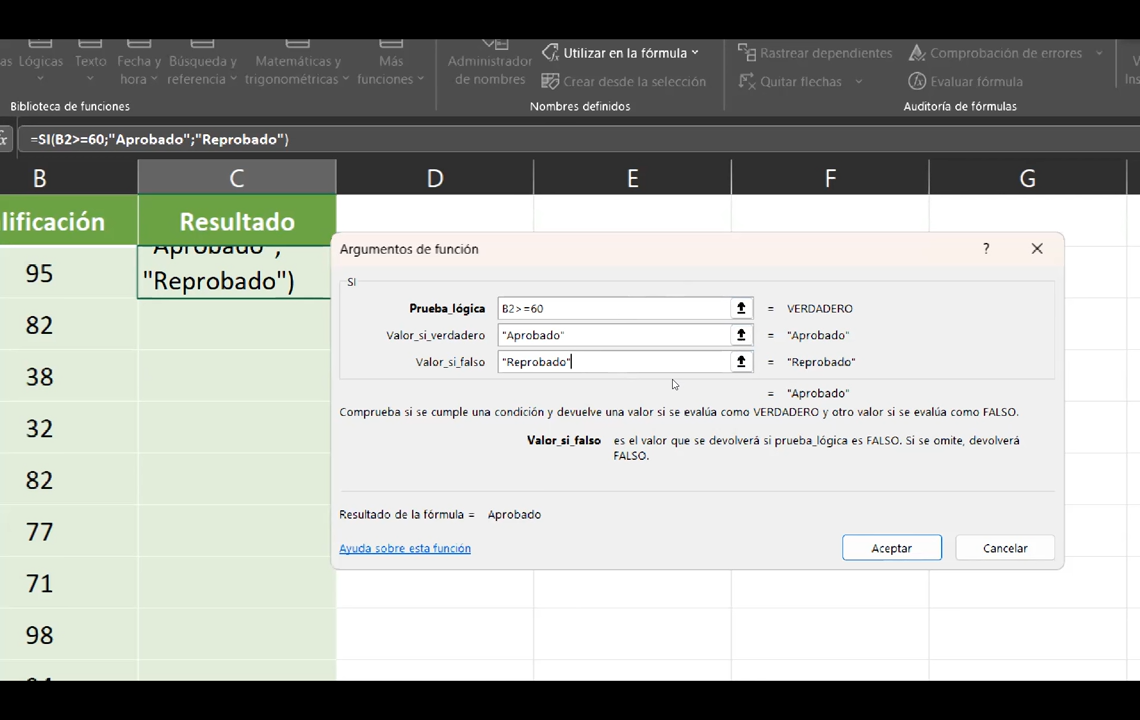 as Lógicas Texto Fecha y hora Búsqueda y referencia Matemáticas y trigonométricas Más funciones
Biblioteca de funciones
Administrador de nombres
Utilizar en la fórmula
Crear desde la selección
Nombres definidos
Rastrear dependientes
Quitar flechas
Comprobación de errores
Evaluar fórmula
Auditoría de fórmulas
fx =SI(B2>=60;"Aprobado";"Reprobado")
B C D E F G
lificación Resultado
95 "Aprobado";
"Reprobado")
82
38
32
82
77
71
98
Argumentos de función ?
SI
Prueba_lógica B2>=60 = VERDADERO
Valor_si_verdadero "Aprobado" = "Aprobado"
Valor_si_falso "Reprobado" = "Reprobado"
= "Aprobado"
Comprueba si se cumple una condición y devuelve una valor si se evalúa como VERDADERO y otro valor si se evalúa como FALSO.
Valor_si_falso es el valor que se devolverá si prueba_lógica es FALSO. Si se omite, devolverá
FALSO.
Resultado de la fórmula = Aprobado
Ayuda sobre esta función Aceptar Cancelar